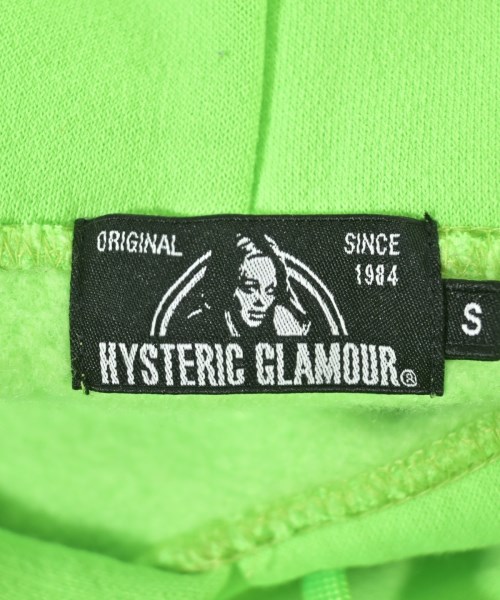 ORIGINAL
SINCE
1984
HYSTERIC GLAMOUR®
S